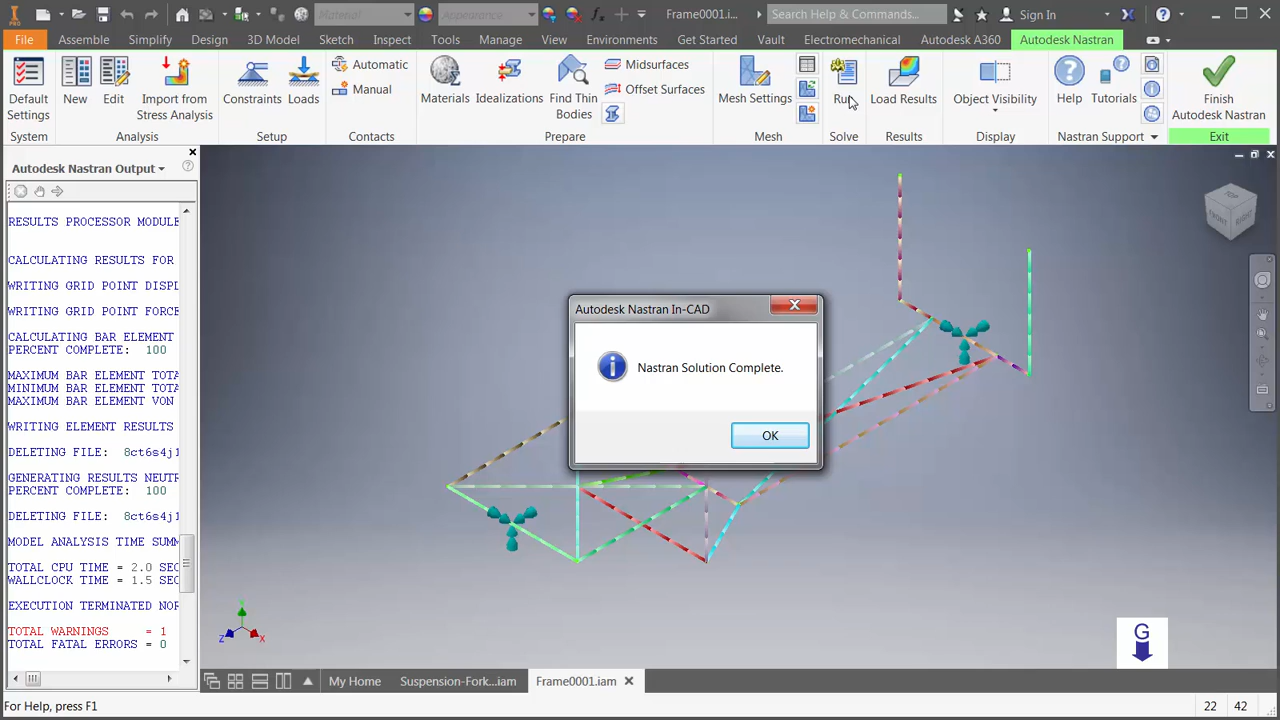 Material
Appearance
Frame0001.i...
Search Help & Commands...
Sign In
File
Assemble
Simplify
Design
3D Model
Sketch
Inspect
Tools
Manage
View
Environments
Get Started
Vault
Electromechanical
Autodesk A360
Autodesk Nastran
Default Settings
New
Edit
Import from Stress Analysis
Constraints
Loads
Automatic
Manual
Materials
Idealizations
Find Thin Bodies
Midsurfaces
Offset Surfaces
Mesh Settings
Run
Load Results
Object Visibility
Help
Tutorials
Finish Autodesk Nastran
System
Analysis
Setup
Contacts
Prepare
Mesh
Solve
Results
Display
Nastran Support
Exit
Autodesk Nastran Output
RESULTS PROCESSOR MODULE
CALCULATING RESULTS FOR
WRITING GRID POINT DISPL
WRITING GRID POINT FORCE
CALCULATING BAR ELEMENT
PERCENT COMPLETE: 100
MAXIMUM BAR ELEMENT TOTA
MINIMUM BAR ELEMENT TOTA
MAXIMUM BAR ELEMENT VON
WRITING ELEMENT RESULTS
DELETING FILE: 8ct6s4j1
GENERATING RESULTS NEUTR
PERCENT COMPLETE: 100
DELETING FILE: 8ct6s4j1
MODEL ANALYSIS TIME SUMM
TOTAL CPU TIME = 2.0 SEC
WALLCLOCK TIME = 1.5 SEC
EXECUTION TERMINATED NOR
TOTAL WARNINGS = 1
TOTAL FATAL ERRORS = 0
TOP
FRONT
RIGHT
Autodesk Nastran In-CAD
Nastran Solution Complete.
OK
Y
Z
X
G
My Home
Suspension-Fork...iam
Frame0001.iam
For Help, press F1
22
42